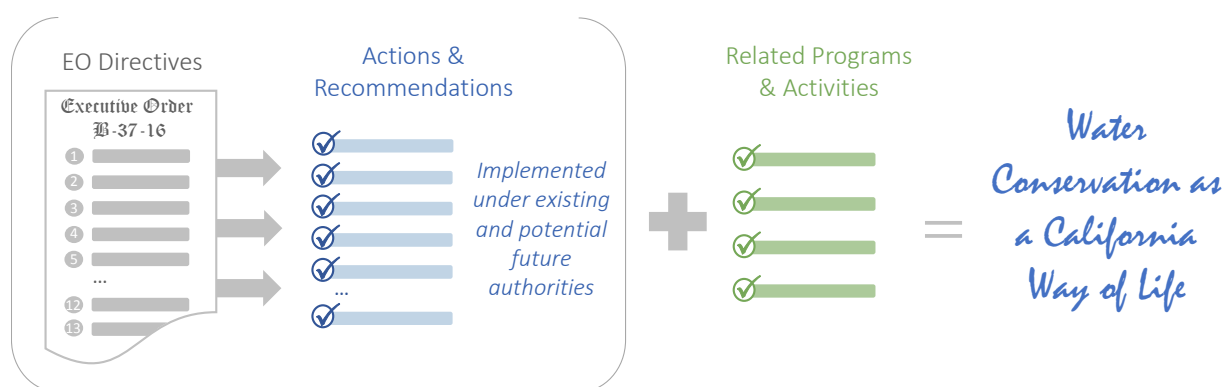 EO Directives
Executive Order
B-37-16
1
2
3
4
5
...
12
13
Actions &
Recommendations
...
Implemented
under existing
and potential
future
authorities
Related Programs
& Activities
Water
Conservation as
a California
Way of Life